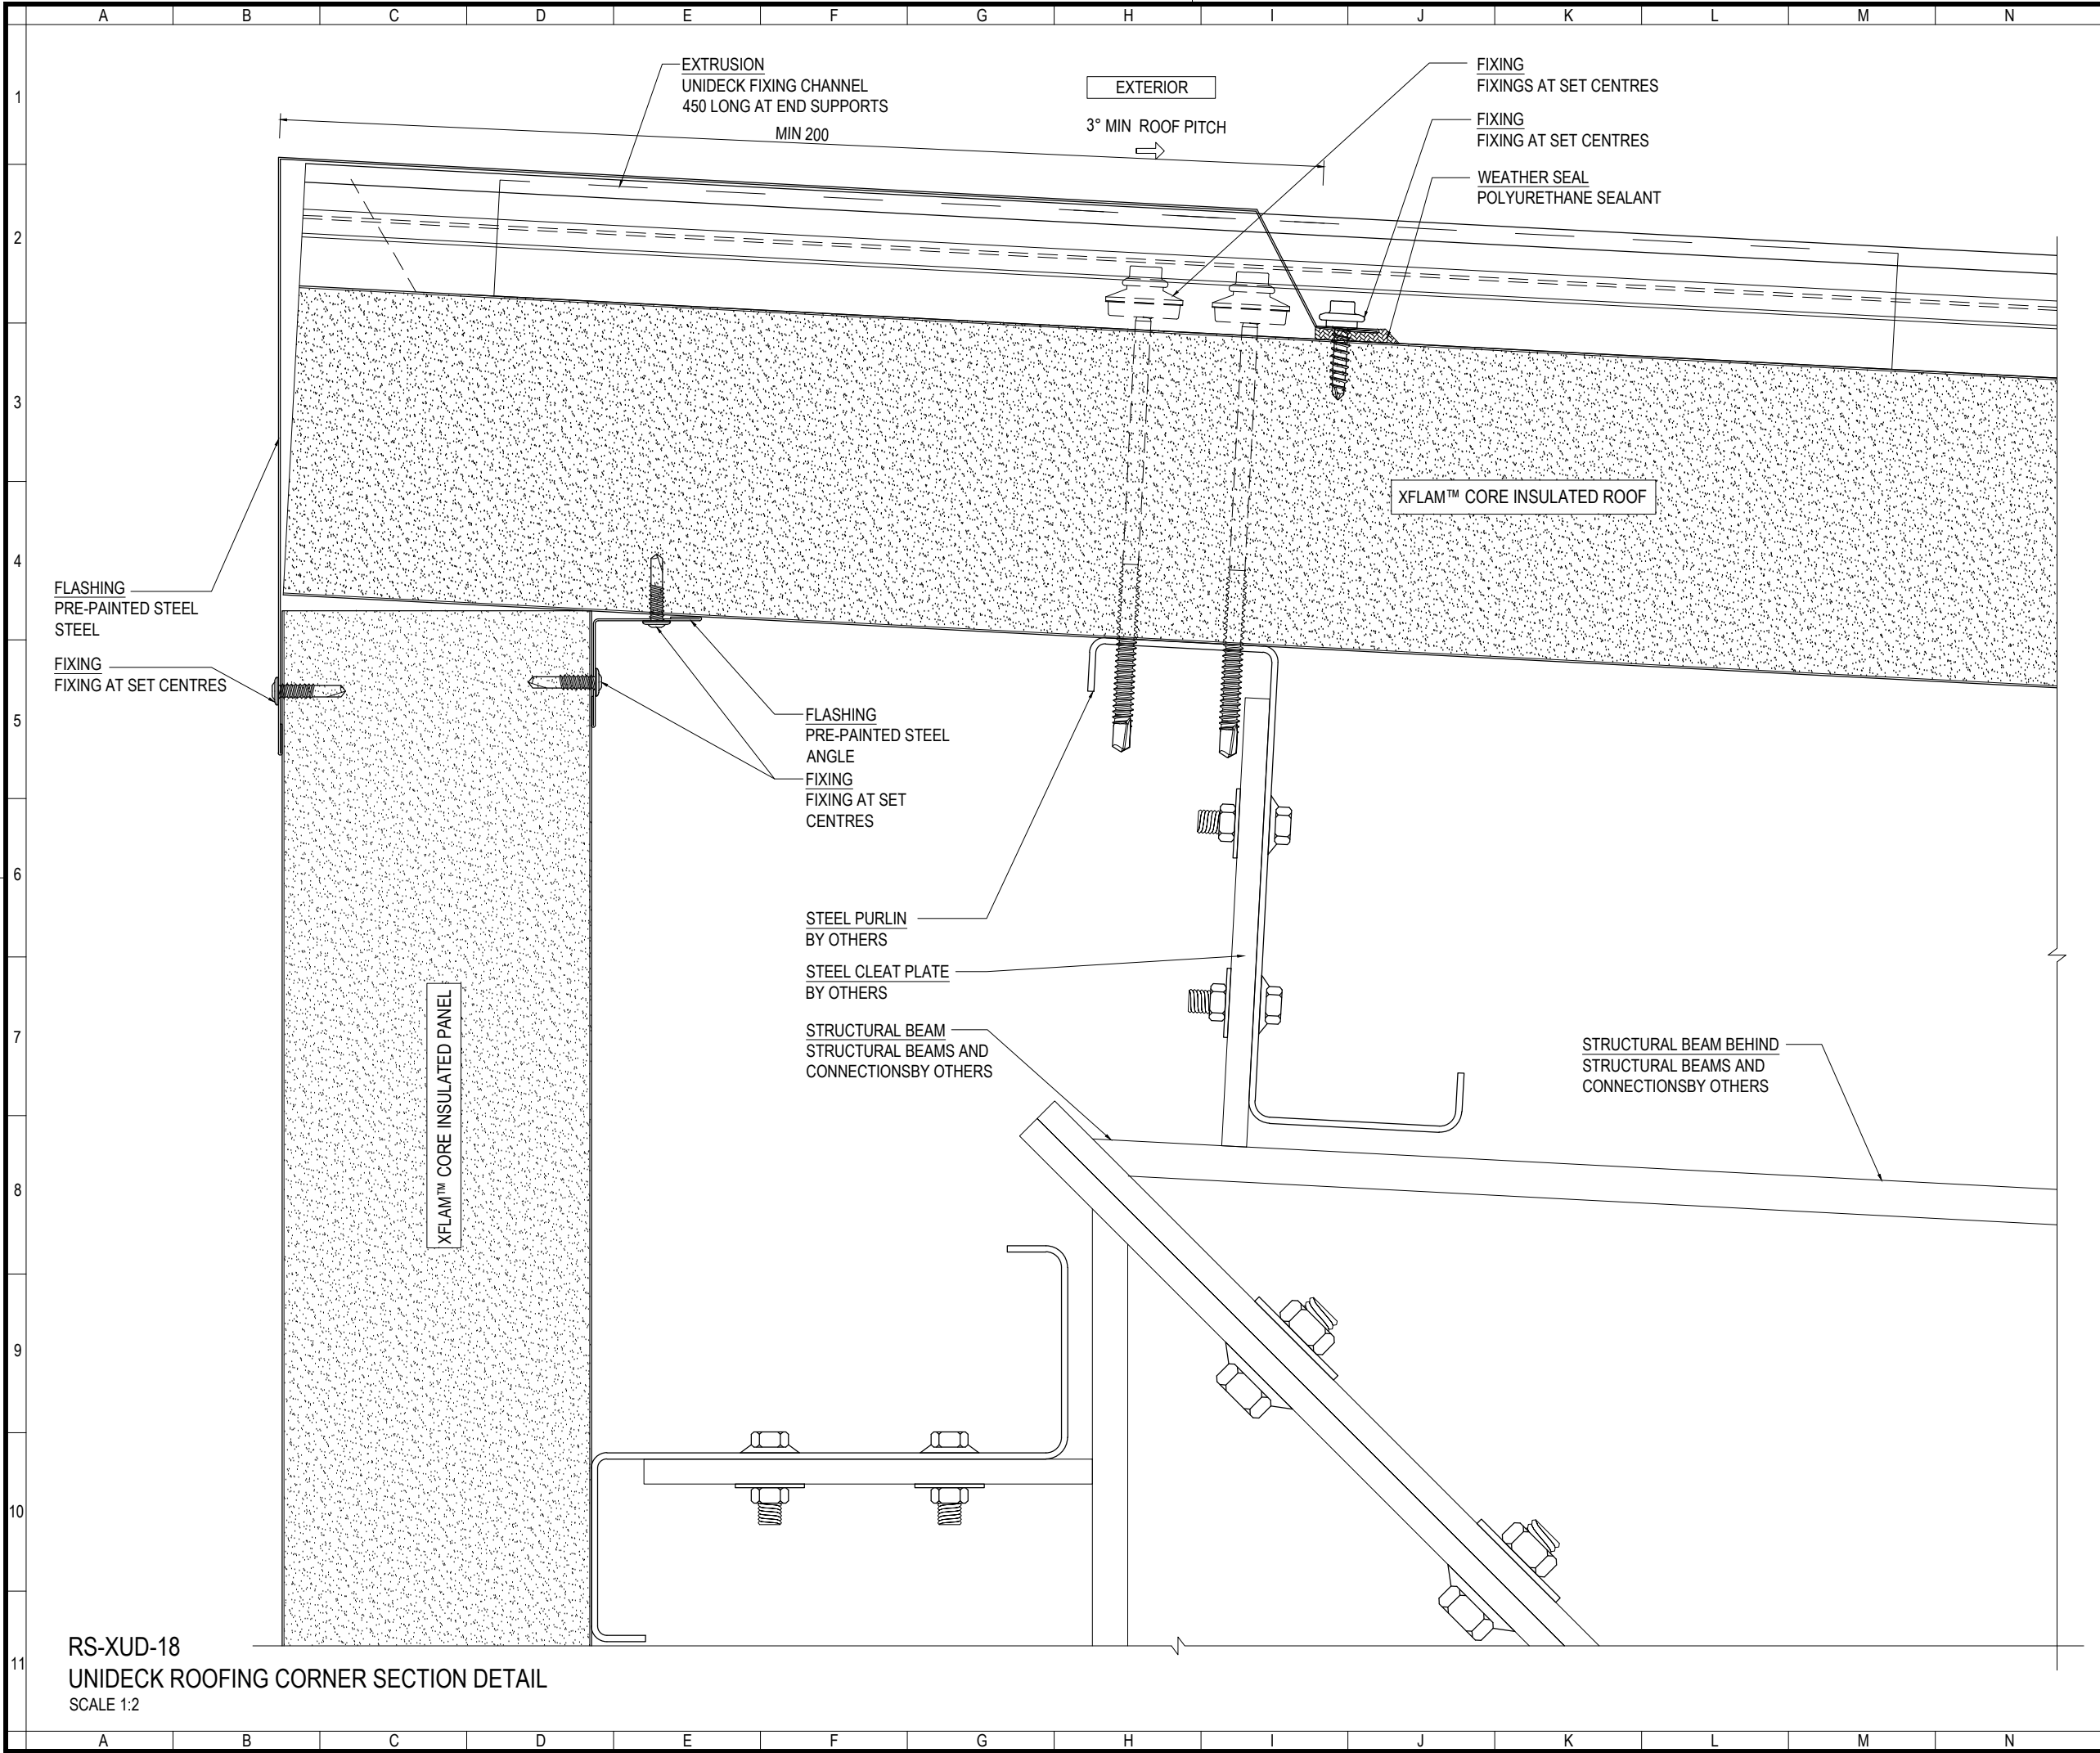 A B C D E F G H I J K L M N
1
2
3
4
5
6
7
8
9
10
11
EXTRUSION
UNIDECK FIXING CHANNEL
450 LONG AT END SUPPORTS
MIN 200
EXTERIOR
3° MIN ROOF PITCH
FIXING
FIXINGS AT SET CENTRES
FIXING
FIXING AT SET CENTRES
WEATHER SEAL
POLYURETHANE SEALANT
XFLAM™ CORE INSULATED ROOF
FLASHING
PRE-PAINTED STEEL
STEEL
FIXING
FIXING AT SET CENTRES
FLASHING
PRE-PAINTED STEEL
ANGLE
FIXING
FIXING AT SET
CENTRES
STEEL PURLIN
BY OTHERS
STEEL CLEAT PLATE
BY OTHERS
STRUCTURAL BEAM
STRUCTURAL BEAMS AND
CONNECTIONSBY OTHERS
STRUCTURAL BEAM BEHIND
STRUCTURAL BEAMS AND
CONNECTIONSBY OTHERS
XFLAM™ CORE INSULATED PANEL
RS-XUD-18
UNIDECK ROOFING CORNER SECTION DETAIL
SCALE 1:2
A B C D E F G H I J K L M N